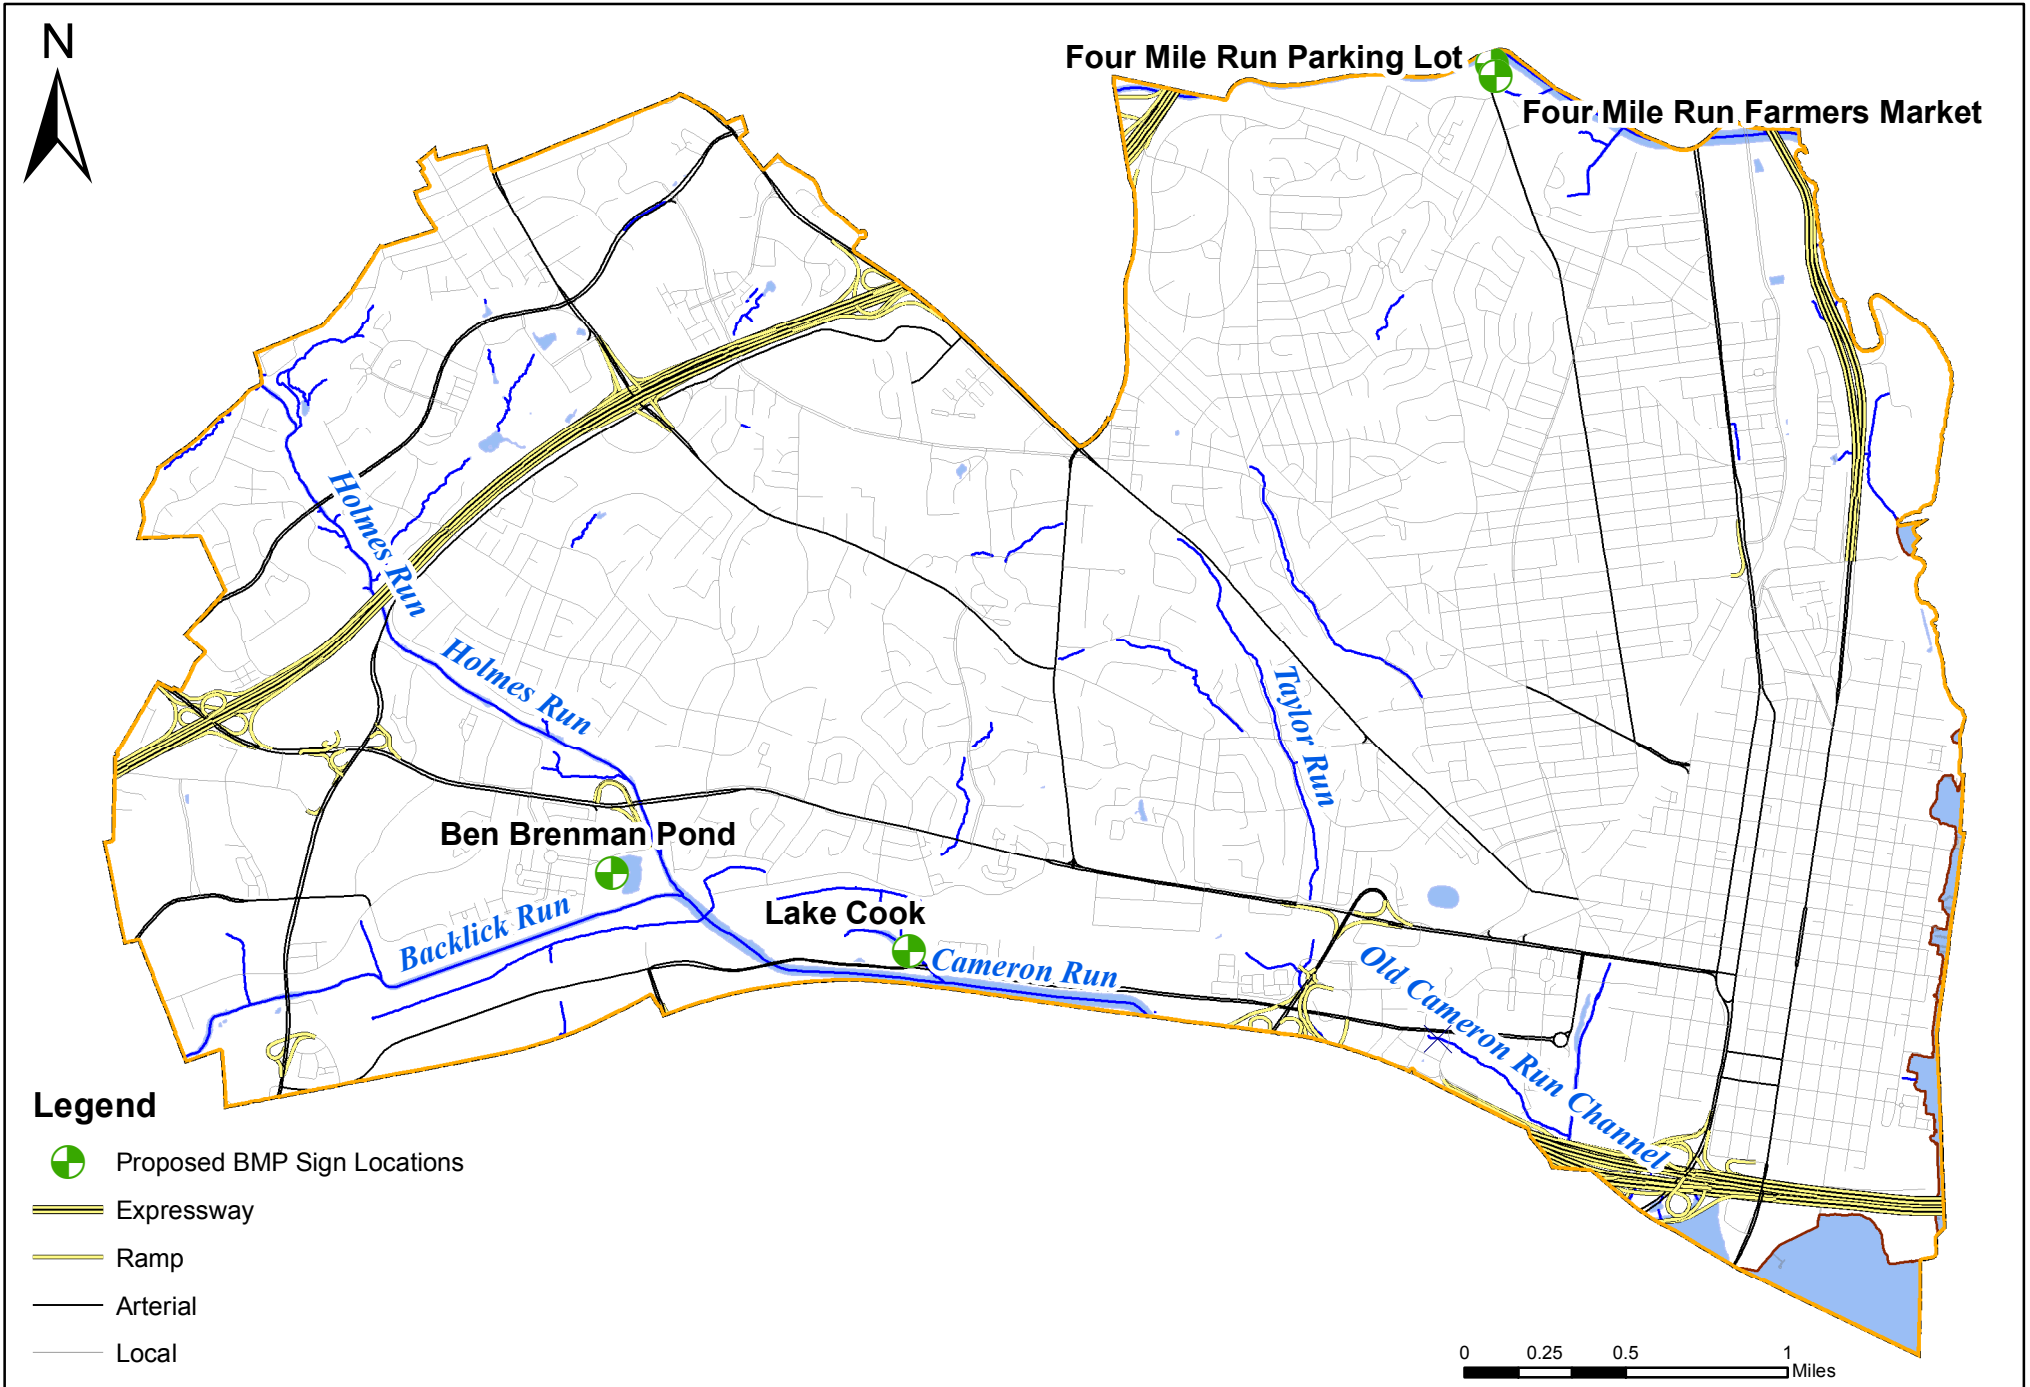 N
Four Mile Run Parking Lot
Four Mile Run Farmers Market
Holmes Run
Holmes Run
Taylor Run
Ben Brenman Pond
Backlick Run
Lake Cook
Cameron Run
Old Cameron Run Channel
Legend
Proposed BMP Sign Locations
Expressway
Ramp
Arterial
Local
0 0.25 0.5 1
Miles